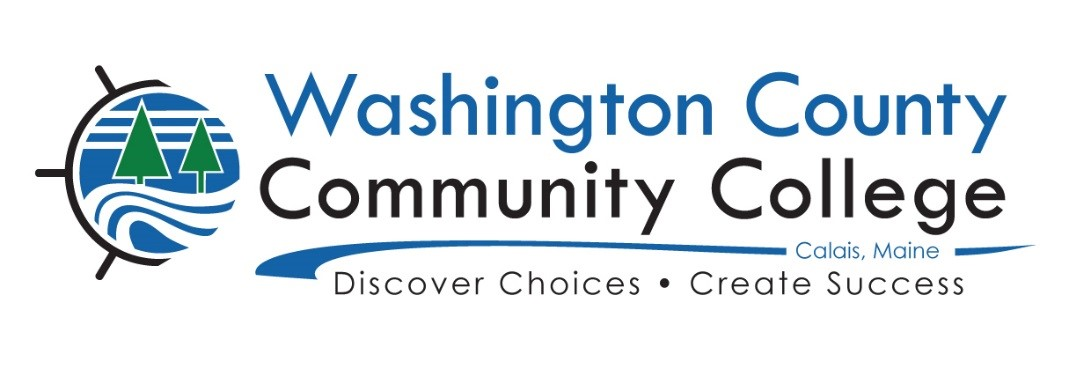 Washington County
Community College
Calais, Maine
Discover Choices • Create Success